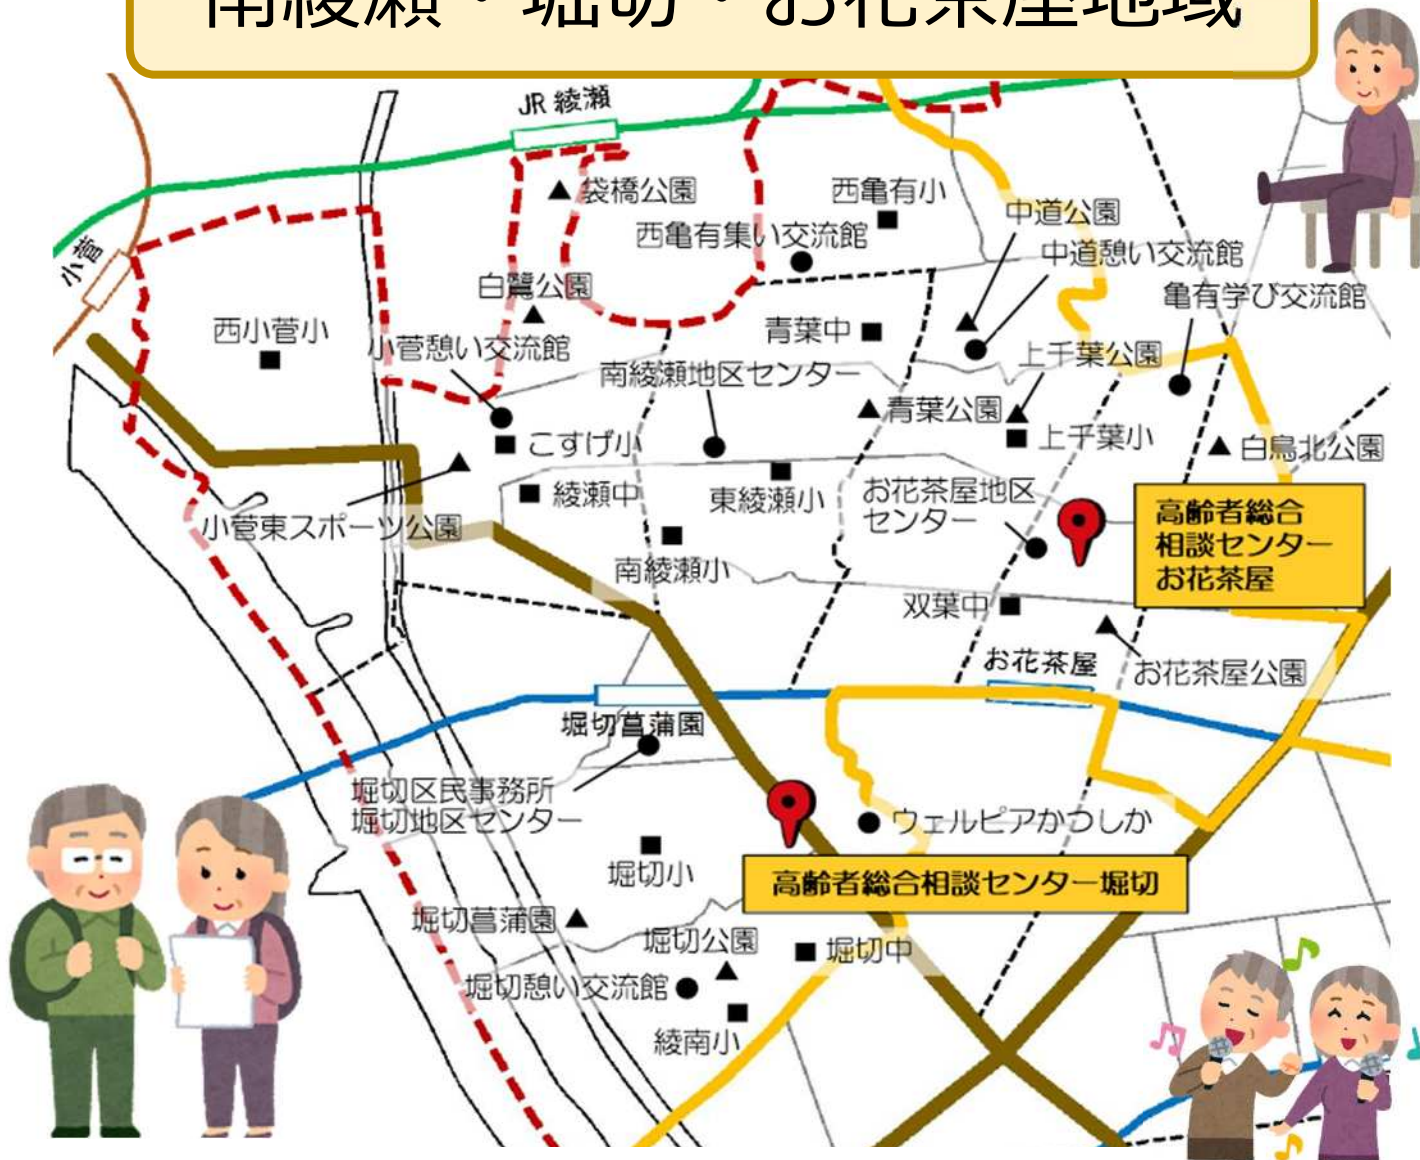 南綾瀬・堀切・お花茶屋地域
JR 綾瀬
袋橋公園
西亀有小
中道公園
西亀有集い交流館
中道憩い交流館
小菅
白鷺公園
亀有学び交流館
西小菅小
青葉中
小菅憩い交流館
上千葉公園
南綾瀬地区センター
青葉公園
こすげ小
上千葉小
白鳥北公園
綾瀬中
東綾瀬小
お花茶屋地区
センター
高齢者総合
相談センター
お花茶屋
小菅東スポーツ公園
南綾瀬小
双葉中
お花茶屋
お花茶屋公園
堀切菖蒲園
堀切区民事務所
堀切地区センター
ウェルピアかつしか
堀切小
高齢者総合相談センター堀切
堀切菖蒲園
堀切公園
堀切中
堀切憩い交流館
綾南小